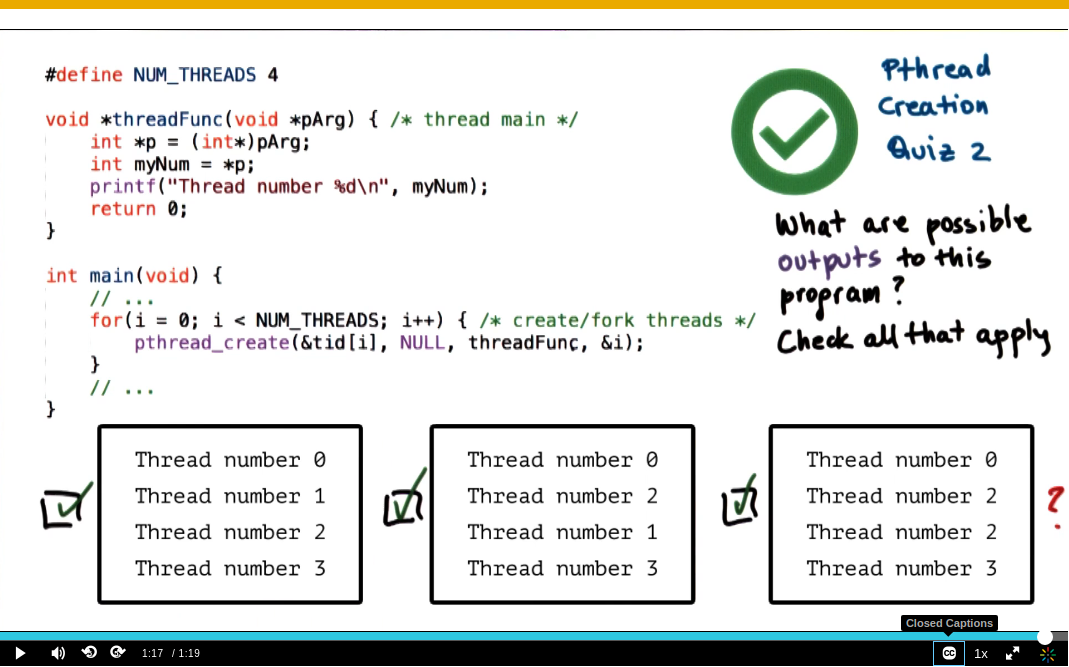 #define NUM_THREADS 4
void *threadFunc(void *pArg) { /* thread main */
int *p = (int*)pArg;
int myNum = *p;
printf("Thread number %d\n", myNum);
return 0;
}
int main(void) {
// ...
for(i = 0; i < NUM_THREADS; i++) { /* create/fork threads */
pthread_create(&tid[i], NULL, threadFunc, &i);
}
// ...
}
Pthread
Creation
Quiz 2
What are possible
outputs to this
program?
Check all that apply
Thread number 0
Thread number 1
Thread number 2
Thread number 3
Thread number 0
Thread number 2
Thread number 1
Thread number 3
Thread number 0
Thread number 2
Thread number 2
Thread number 3
?
Closed Captions
1:17 / 1:19
CC
1x